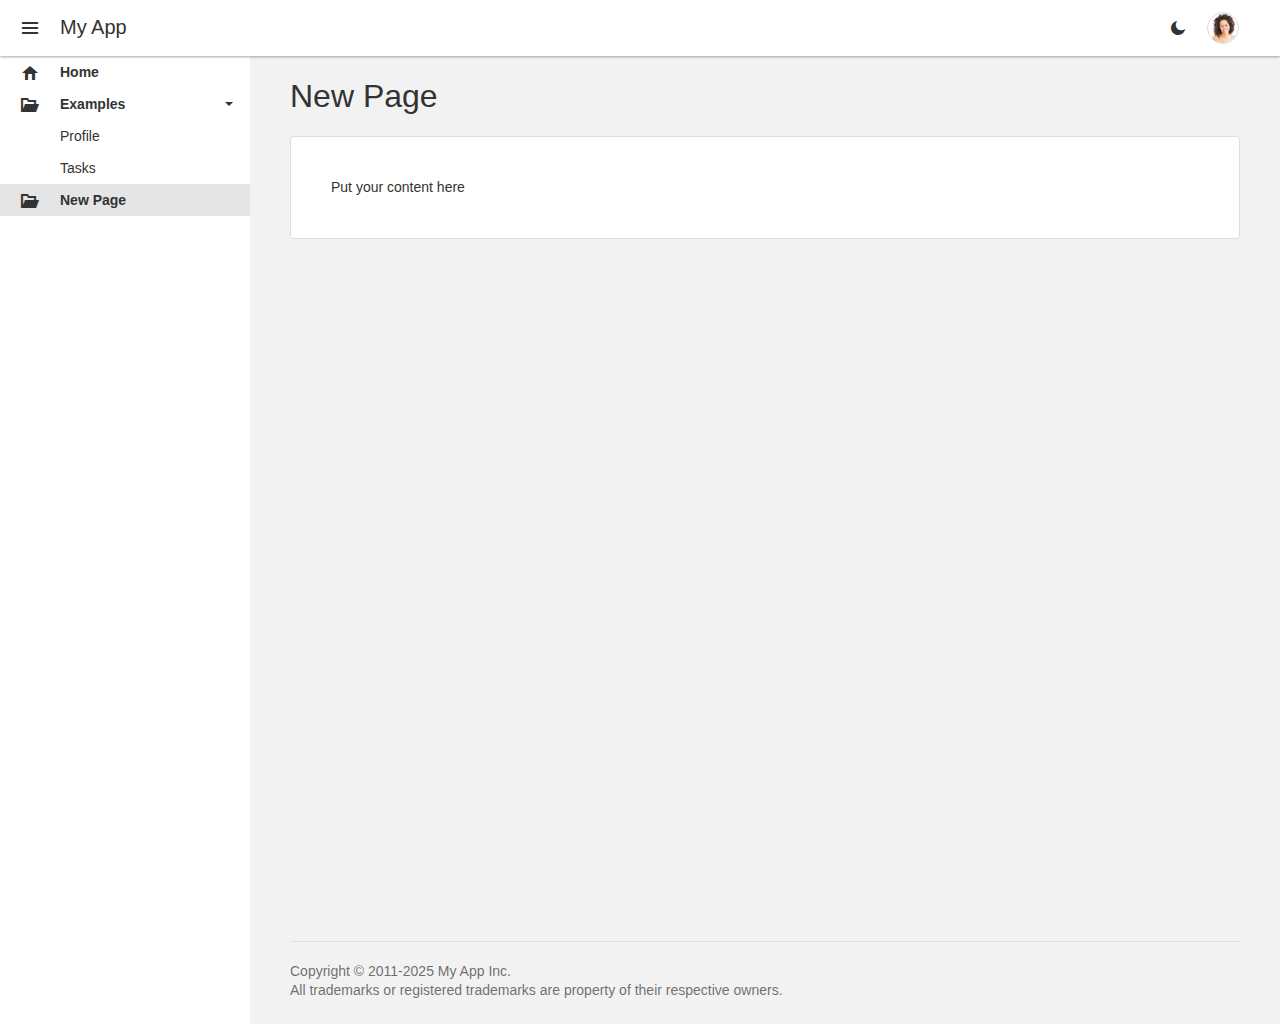 My App
Home
Examples
Profile
Tasks
New Page
New Page
Put your content here
Copyright © 2011-2025 My App Inc.
All trademarks or registered trademarks are property of their respective owners.